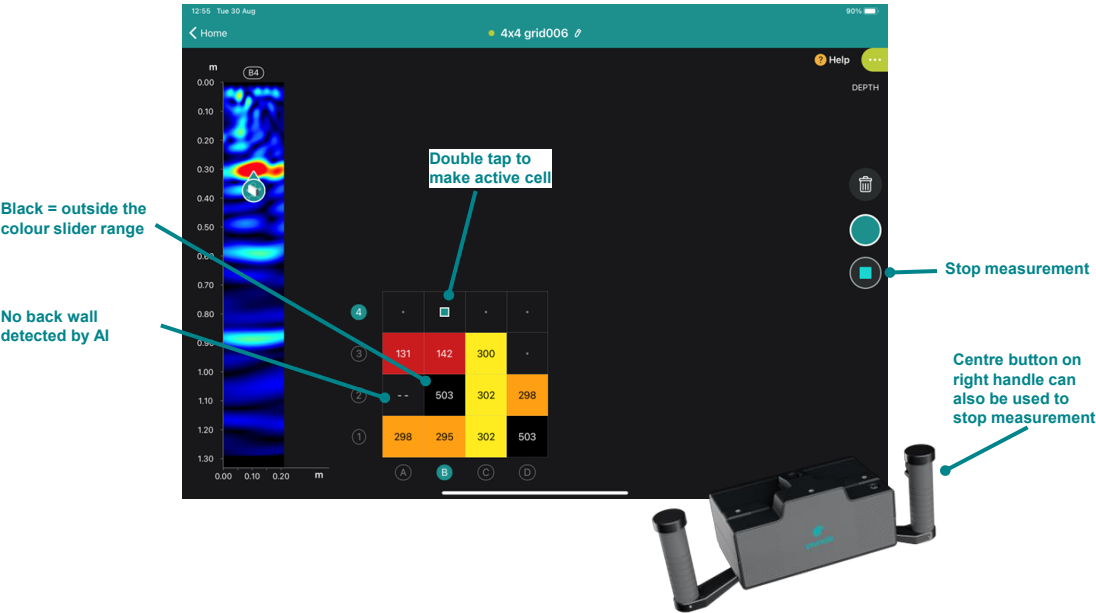 12:55 Tue 30 Aug
90%
Home
4x4 grid006
? Help
m
B4
DEPTH
0.00
0.10
0.20
0.30
0.40
0.50
0.60
0.70
0.80
0.90
1.00
1.10
1.20
1.30
0.00 0.10 0.20 m
Double tap to
make active cell
Black = outside the
colour slider range
No back wall
detected by AI
Stop measurement
Centre button on
right handle can
also be used to
stop measurement
4
3 131 142 300
2 -- 503 302 298
1 298 295 302 503
A B C D